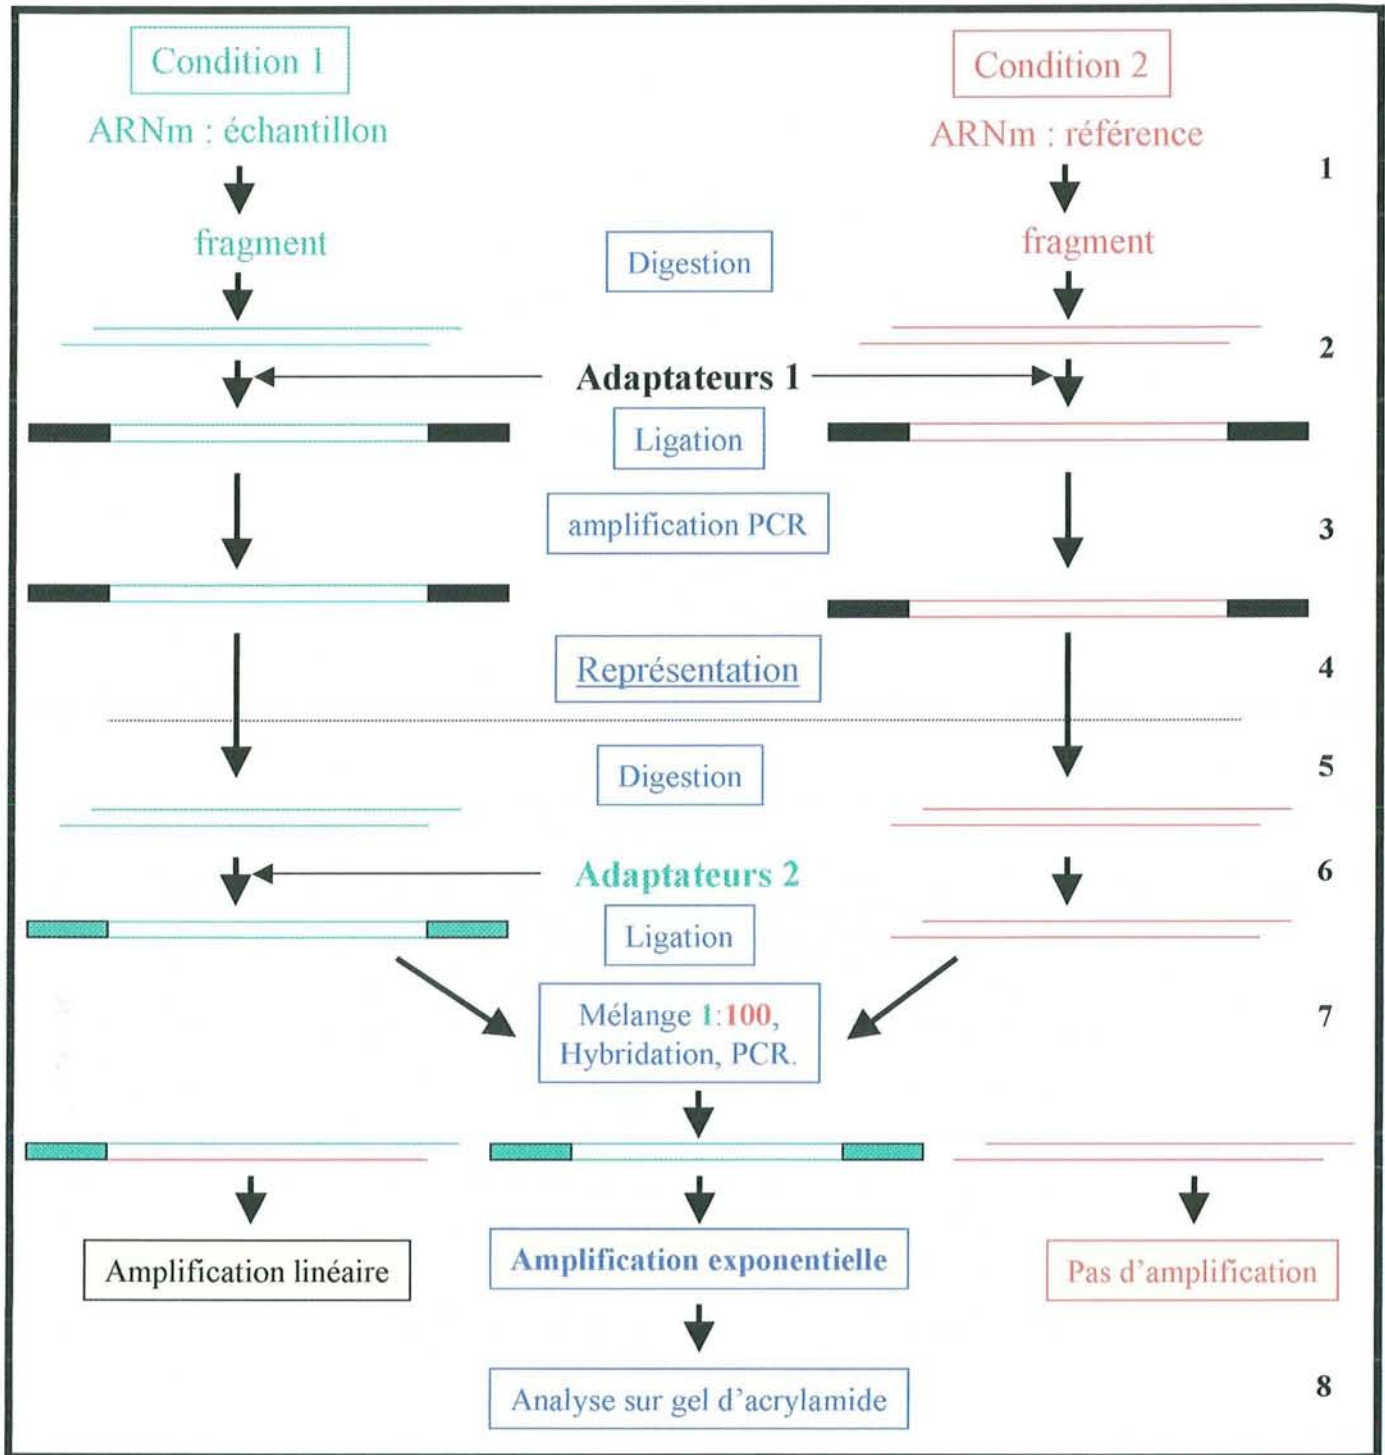 Condition 1
Condition 2
ARNm : échantillon
ARNm : référence
1
fragment
fragment
Digestion
2
Adaptateurs 1
Ligation
amplification PCR
3
Représentation
4
Digestion
5
Adaptateurs 2
6
Ligation
Mélange 1:100,
Hybridation, PCR.
7
Amplification linéaire
Amplification exponentielle
Pas d'amplification
Analyse sur gel d'acrylamide
8